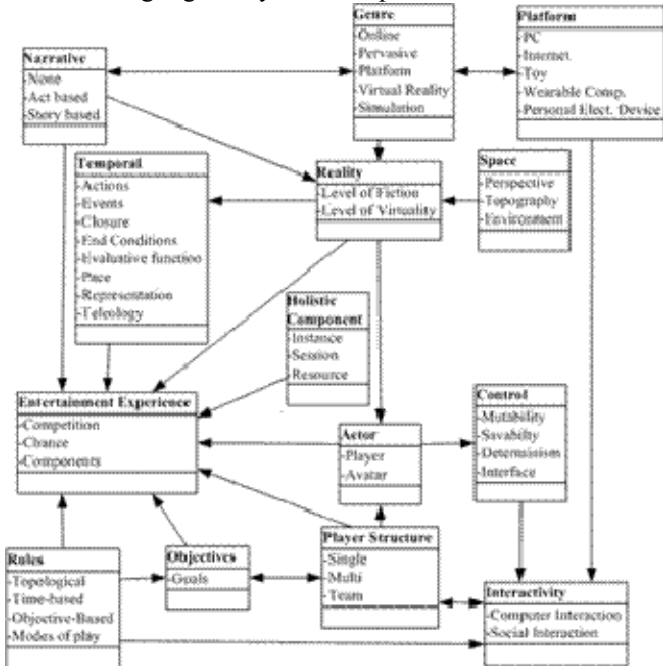 Genre
-Online
-Pervasive
-Platform
-Virtual Reality
-Simulation
Platform
-PC
-Internet.
-Toy
-Wearable Comp.
-Personal Elect. Device
Narrative
-None
-Act based
-Story based
Temporal
-Actions
-Events
-Closure
-End Conditions
-Evaluative function
-Pace
-Representation
-Teleology
Reality
-Level of Fiction
-Level of Virtuality
Space
-Perspective
-Topography
-Environment
Holistic
Component
-Instance
-Session
-Resource
Entertainment Experience
-Competition
-Chance
-Components
Actor
-Player
-Avatar
Control
-Mutability
-Savabilty
-Determinism
-Interface
Rules
-Topological
-Time-based
-Objective-Based
-Modes of play
Objectives
-Goals
Player Structure
-Single
-Multi
-Team
Interactivity
-Computer Interaction
-Social Interaction